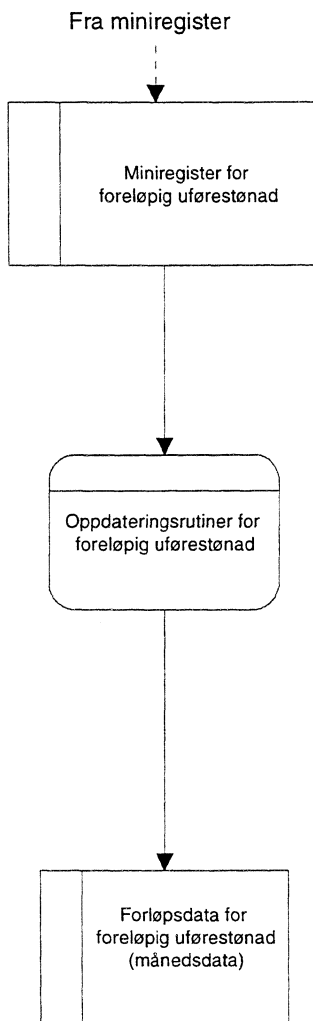 Fra miniregister
Miniregister for
foreløpig uførestønad
Oppdateringsrutiner for
foreløpig uførestønad
Forløpsdata for
foreløpig uførestønad
(månedsdata)